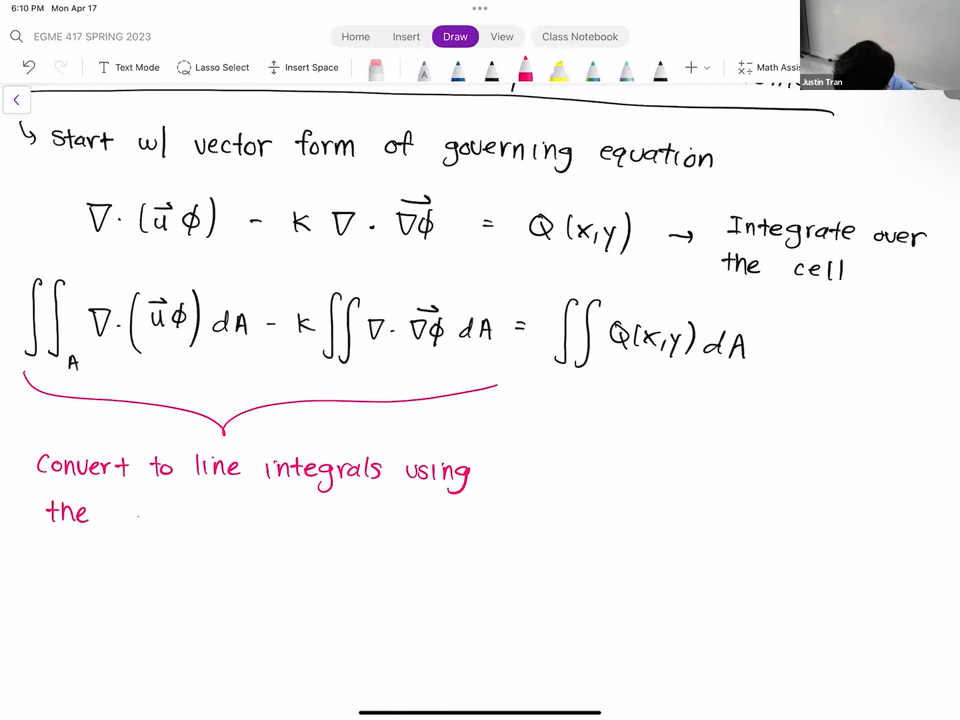 6:10 PM Mon Apr 17
EGME 417 SPRING 2023
Home Insert Draw View Class Notebook
Text Mode Lasso Select Insert Space Math Assis
Justin Tran
↳ Start w/ vector form of governing equation
∇·(u⃗ϕ) - K ∇·∇ϕ⃗ = Q(x,y) → Integrate over
the cell
∬_A ∇·(u⃗ϕ) dA - K ∬ ∇·∇ϕ⃗ dA = ∬ Q(x,y) dA
Convert to line integrals using
the